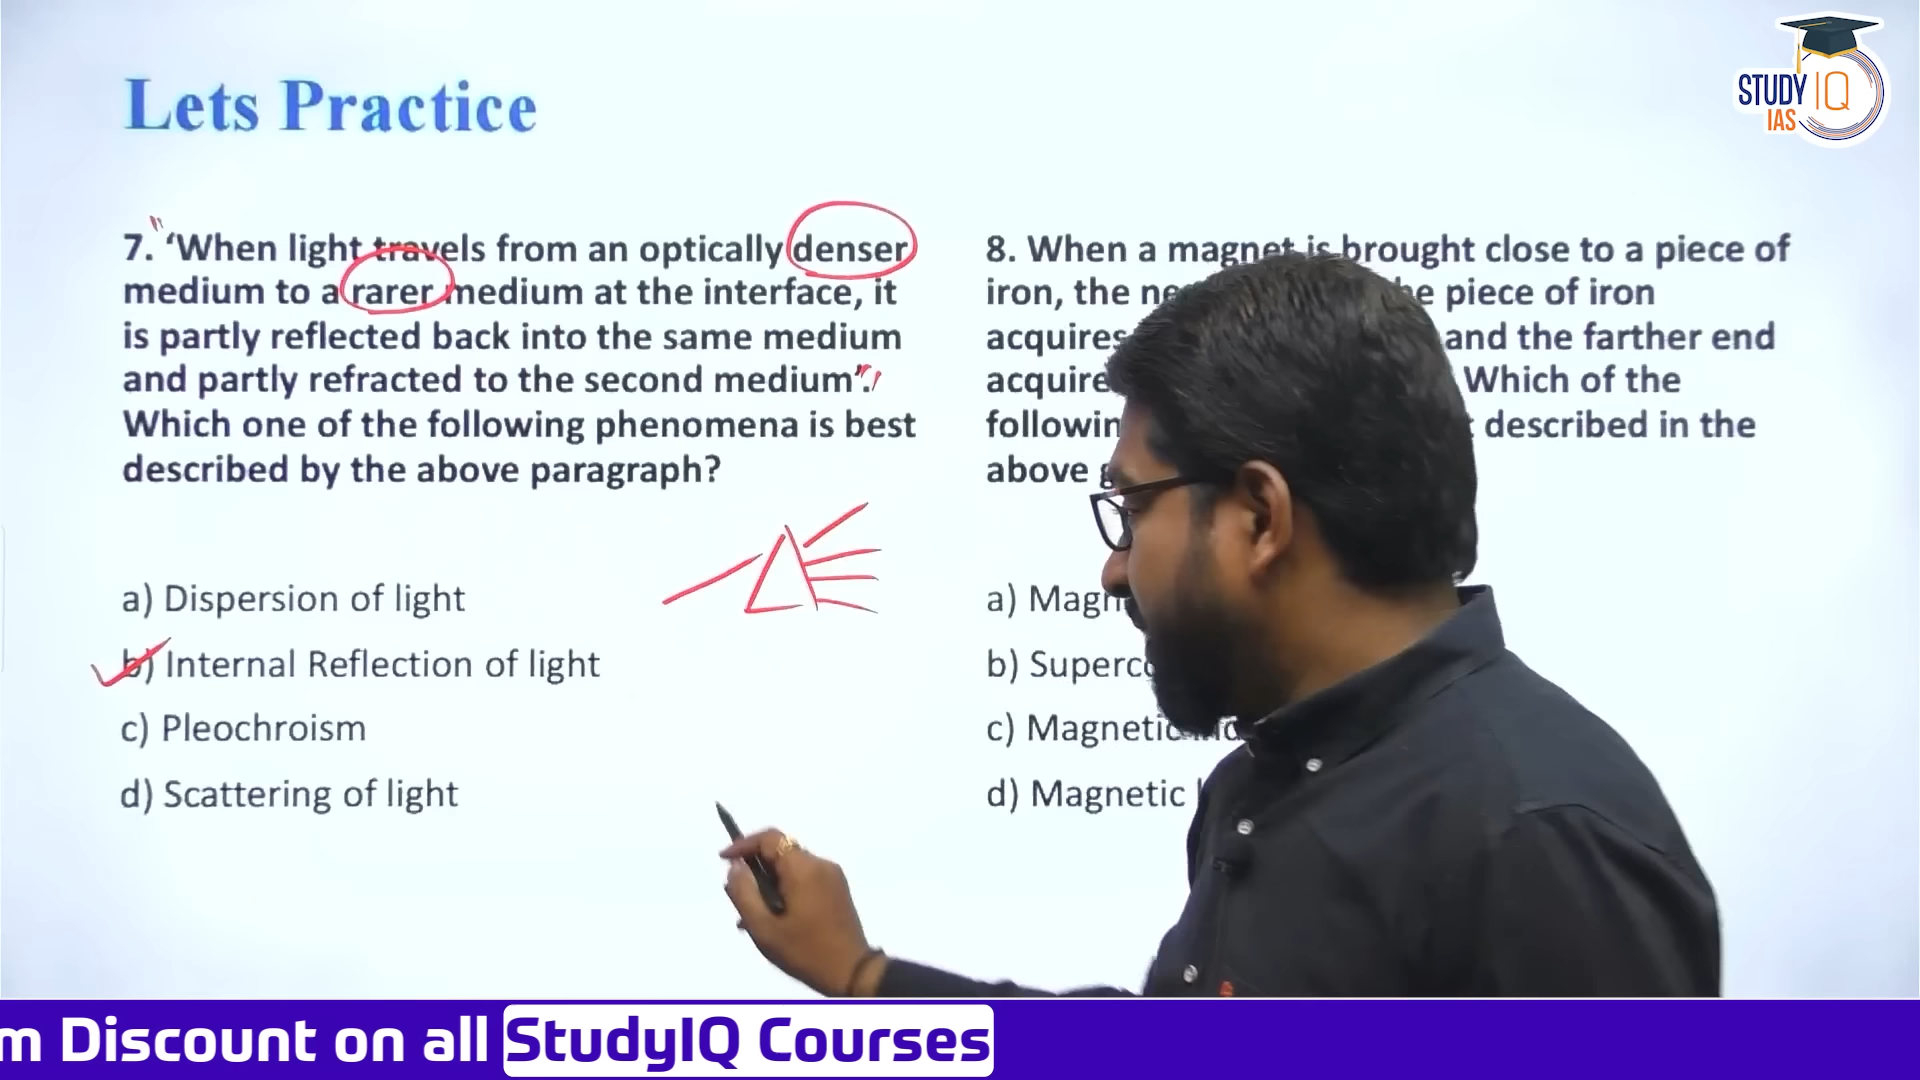 Lets Practice
STUDY IQ
IAS
7. ‘When light travels from an optically denser
medium to a rarer medium at the interface, it
is partly reflected back into the same medium
and partly refracted to the second medium’.
Which one of the following phenomena is best
described by the above paragraph?
a) Dispersion of light
b) Internal Reflection of light
c) Pleochroism
d) Scattering of light
8. When a magnet is brought close to a piece of
iron, the piece of iron
acquires and the farther end
Which of the
described in the
above
a)
b)
c) Magnetic
d) Magnetic
m Discount on all StudyIQ Courses